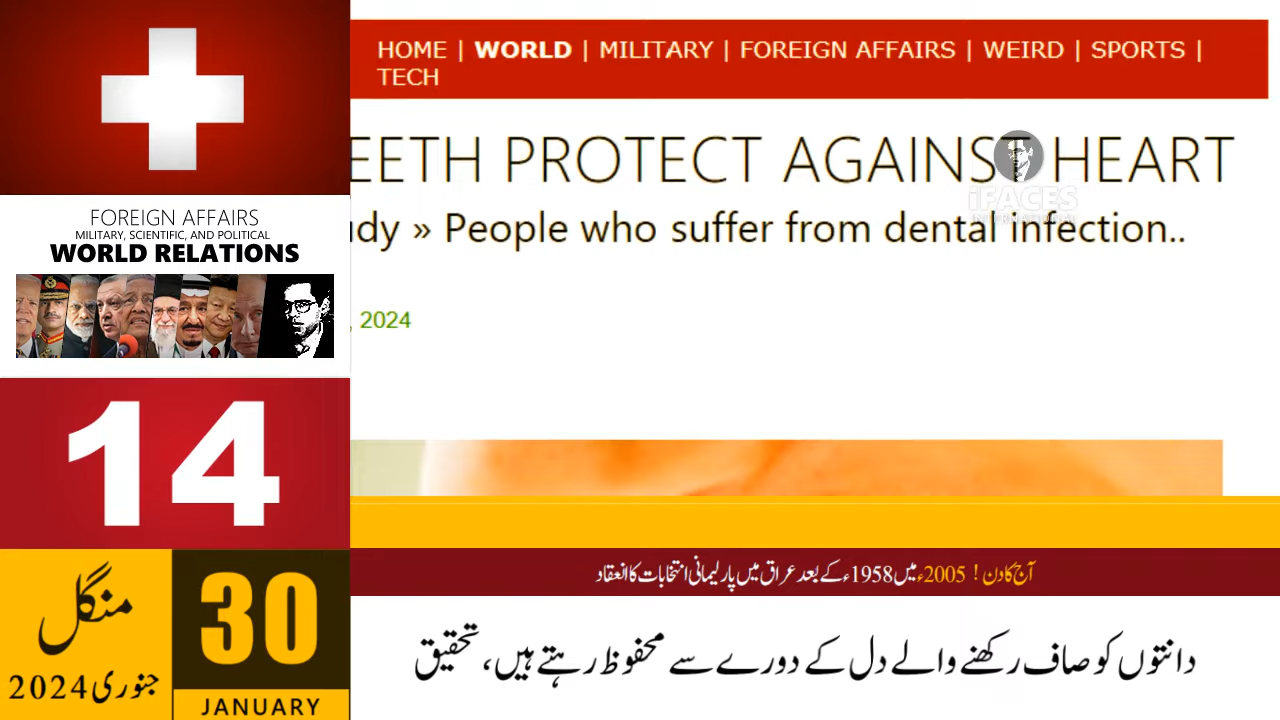 HOME | WORLD | MILITARY | FOREIGN AFFAIRS | WEIRD | SPORTS |
TECH
EETH PROTECT AGAINST HEART
iFACES
INTERNATIONAL
dy » People who suffer from dental infection..
, 2024
FOREIGN AFFAIRS
MILITARY, SCIENTIFIC, AND POLITICAL
WORLD RELATIONS
14
منگل
جنوری 2024
30
JANUARY
آج کا دن ! 2005ء میں 1958ء کے بعد عراق میں پارلیمانی انتخابات کا انعقاد
دانتوں کو صاف رکھنے والے دل کے دورے سے محفوظ رہتے ہیں، تحقیق